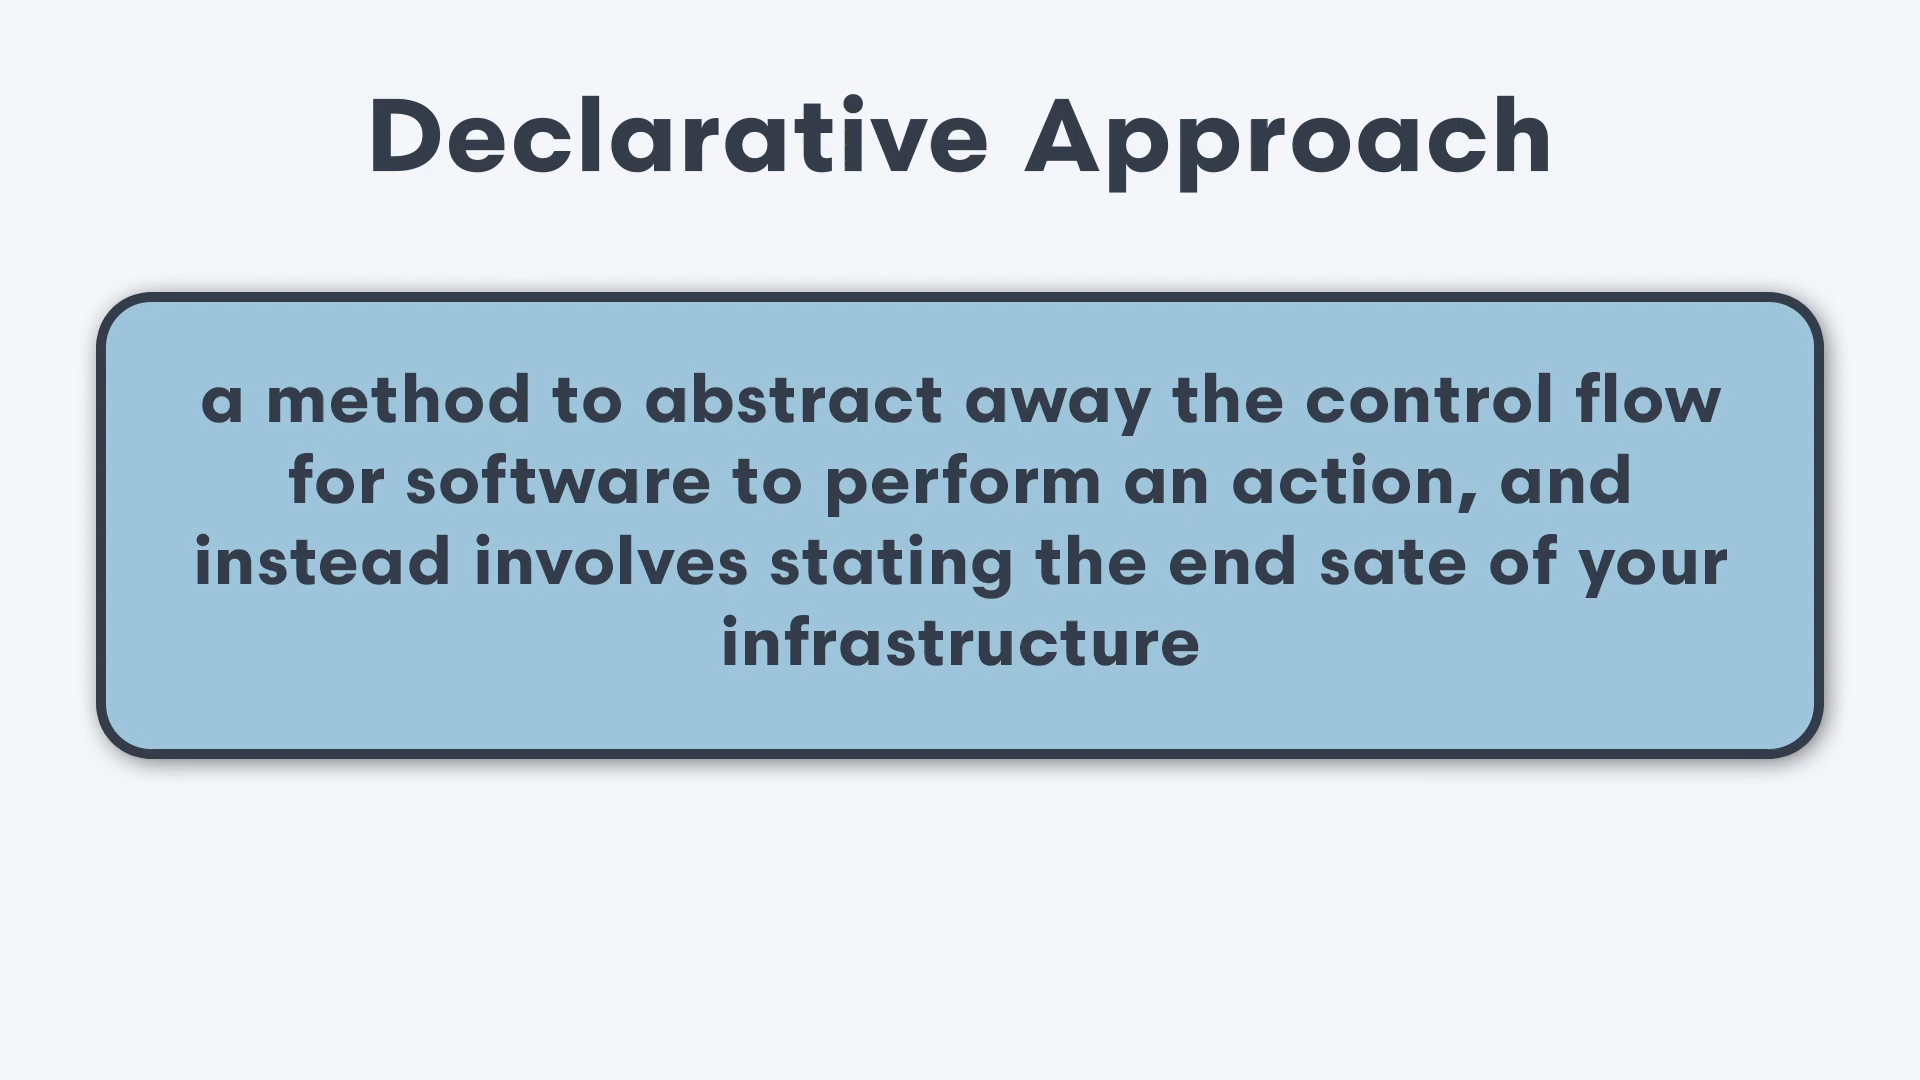 Declarative Approach
a method to abstract away the control flow
for software to perform an action, and
instead involves stating the end sate of your
infrastructure